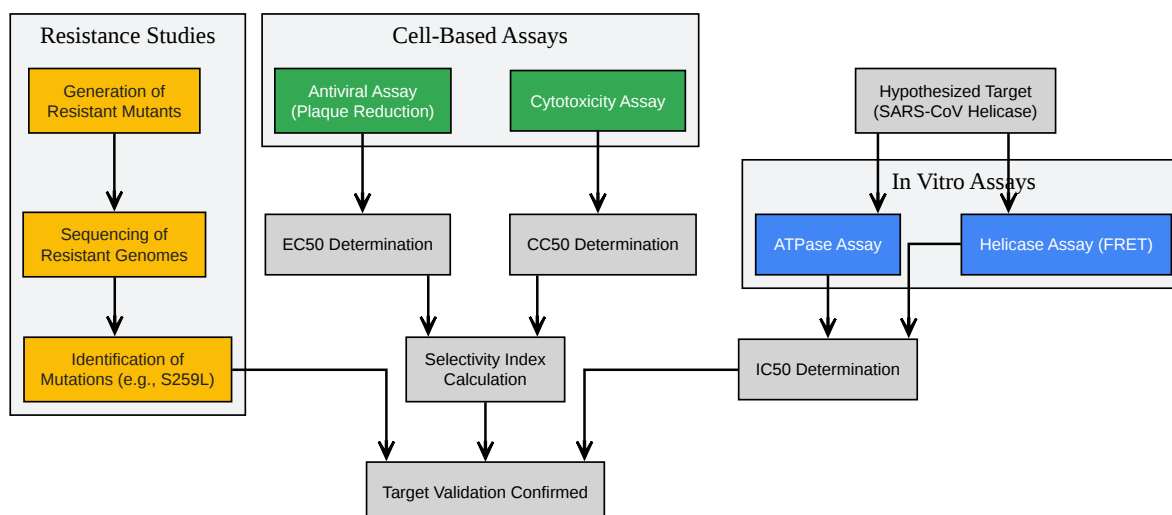 Resistance Studies
Generation of
Resistant Mutants
Sequencing of
Resistant Genomes
Identification of
Mutations (e.g., S259L)
Cell-Based Assays
Antiviral Assay
(Plaque Reduction)
Cytotoxicity Assay
EC50 Determination
CC50 Determination
Selectivity Index
Calculation
Hypothesized Target
(SARS-CoV Helicase)
In Vitro Assays
ATPase Assay
Helicase Assay (FRET)
IC50 Determination
Target Validation Confirmed